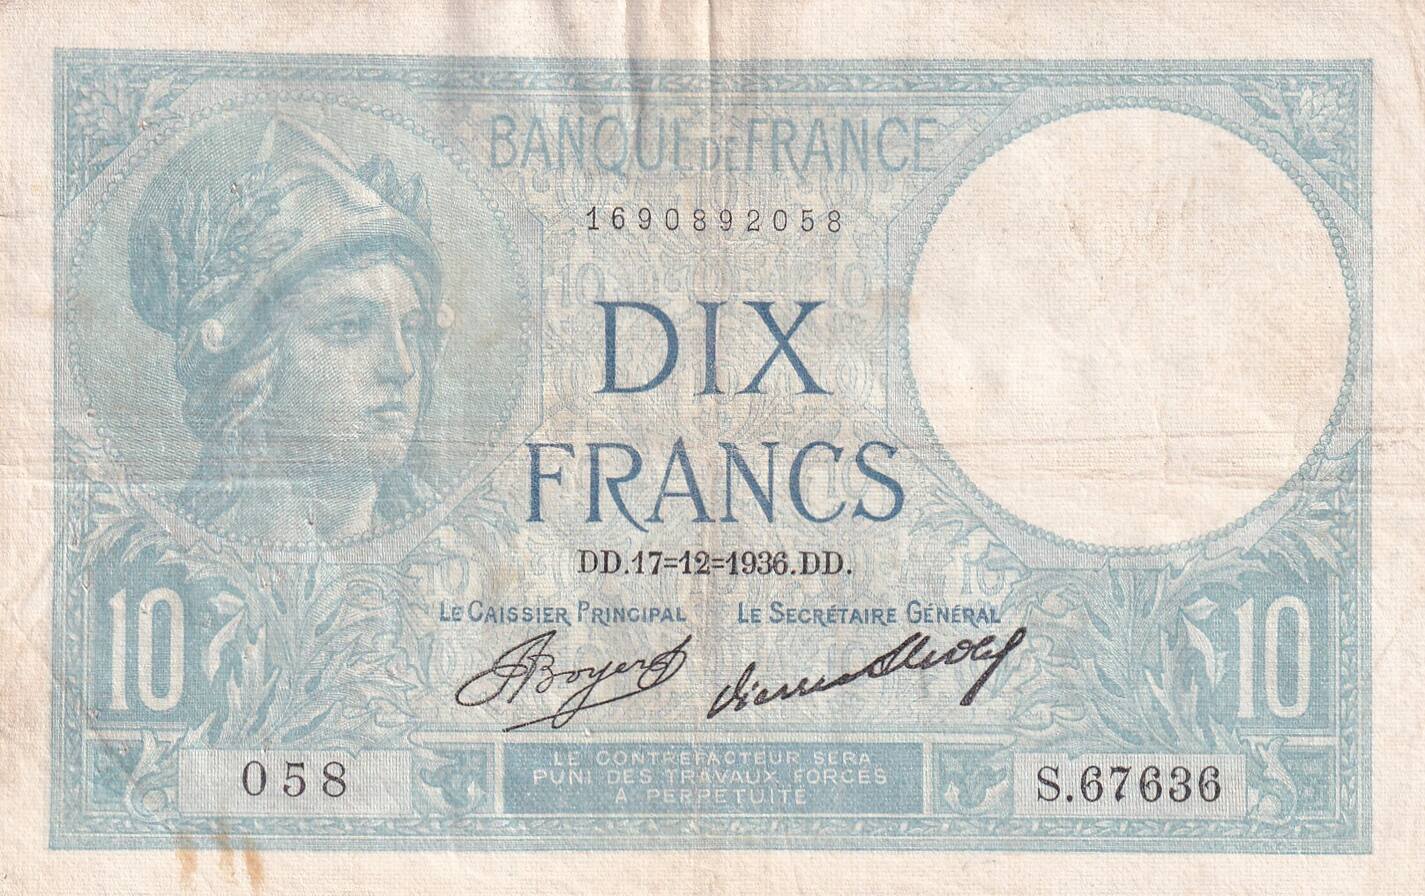 BANQUE DE FRANCE
1690892058
DIX
FRANCS
DD.17=12=1936.DD.
LE CAISSIER PRINCIPAL LE SECRÉTAIRE GÉNÉRAL
10 10
058 S.67636
LE CONTREFACTEUR SERA
PUNI DES TRAVAUX FORCÉS
A PERPÉTUITÉ